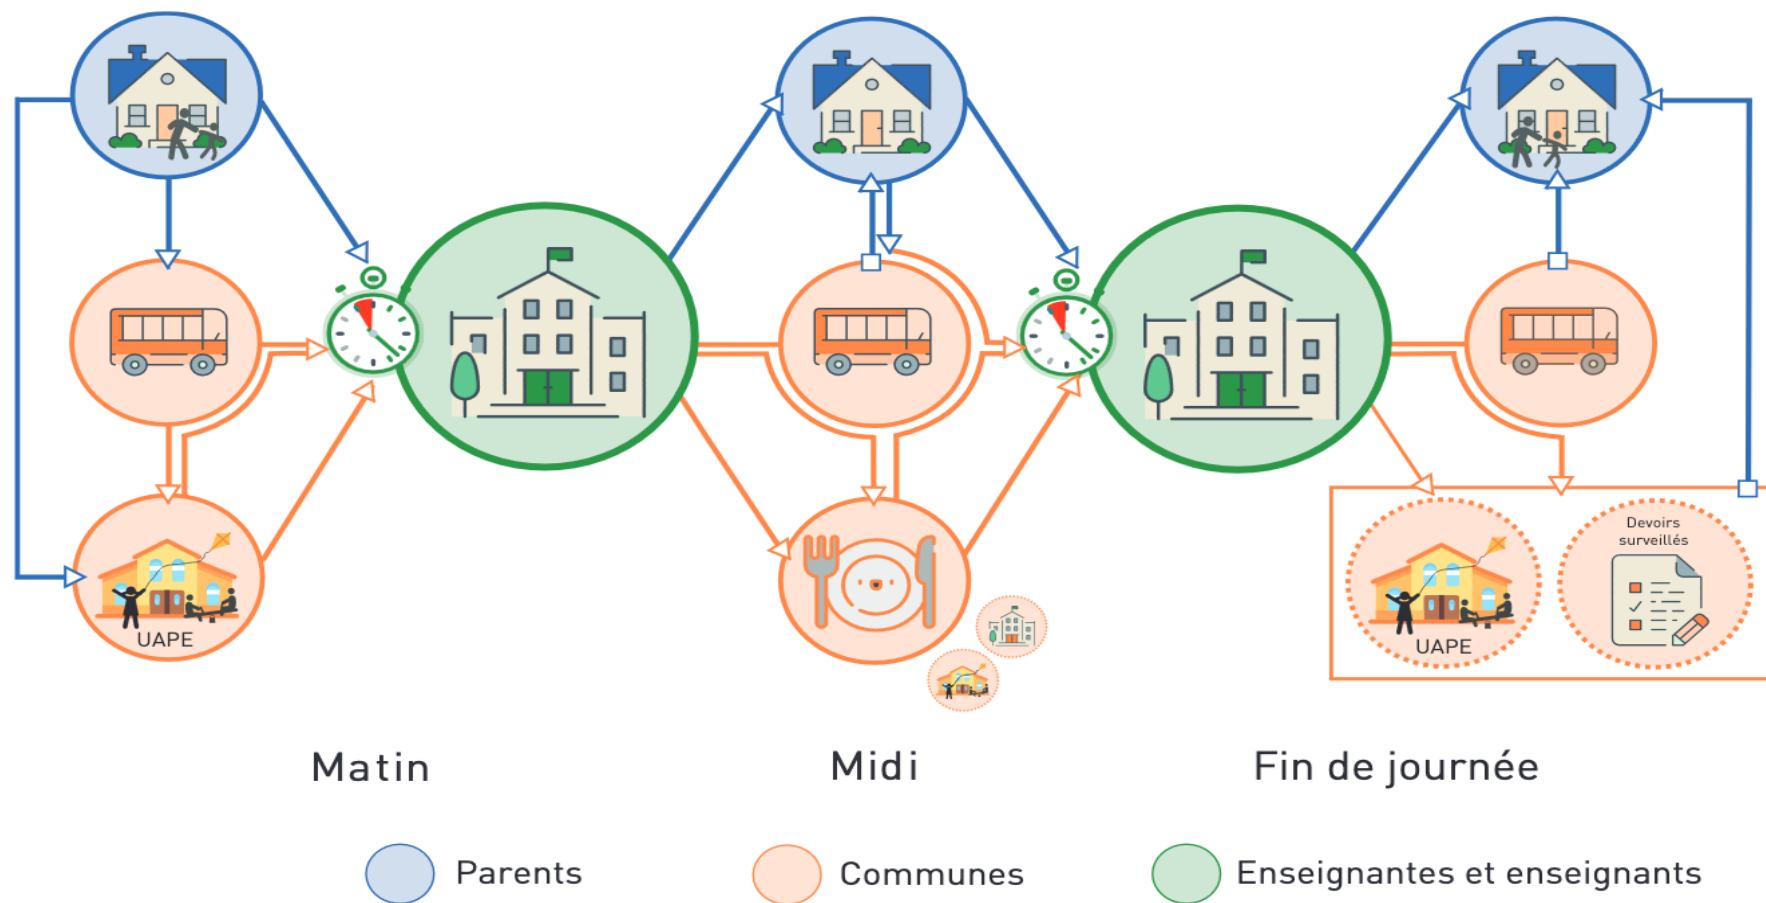 Devoirs
surveillés
UAPE
UAPE
Matin
Midi
Fin de journée
Parents
Communes
Enseignantes et enseignants